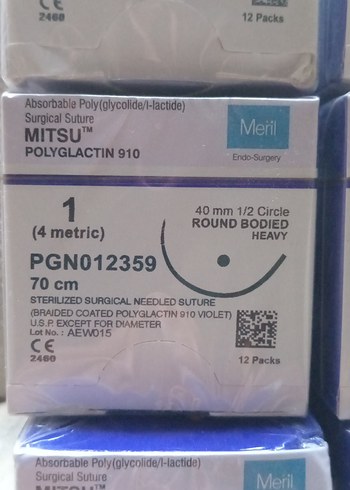 CE
2460
12 Packs
Absorbable Poly(glycolide/l-lactide)
Surgical Suture
MITSU™
POLYGLACTIN 910
Meril
Endo-Surgery
1
(4 metric)
40 mm 1/2 Circle
ROUND BODIED
HEAVY
PGN012359
70 cm
STERILIZED SURGICAL NEEDLED SUTURE
(BRAIDED COATED POLYGLACTIN 910 VIOLET)
U.S.P. EXCEPT FOR DIAMETER
Lot No.: AEW015
CE
2460
12 Packs
Absorbable Poly(glycolide/l-lactide)
Surgical Suture
MITSU™
Meril